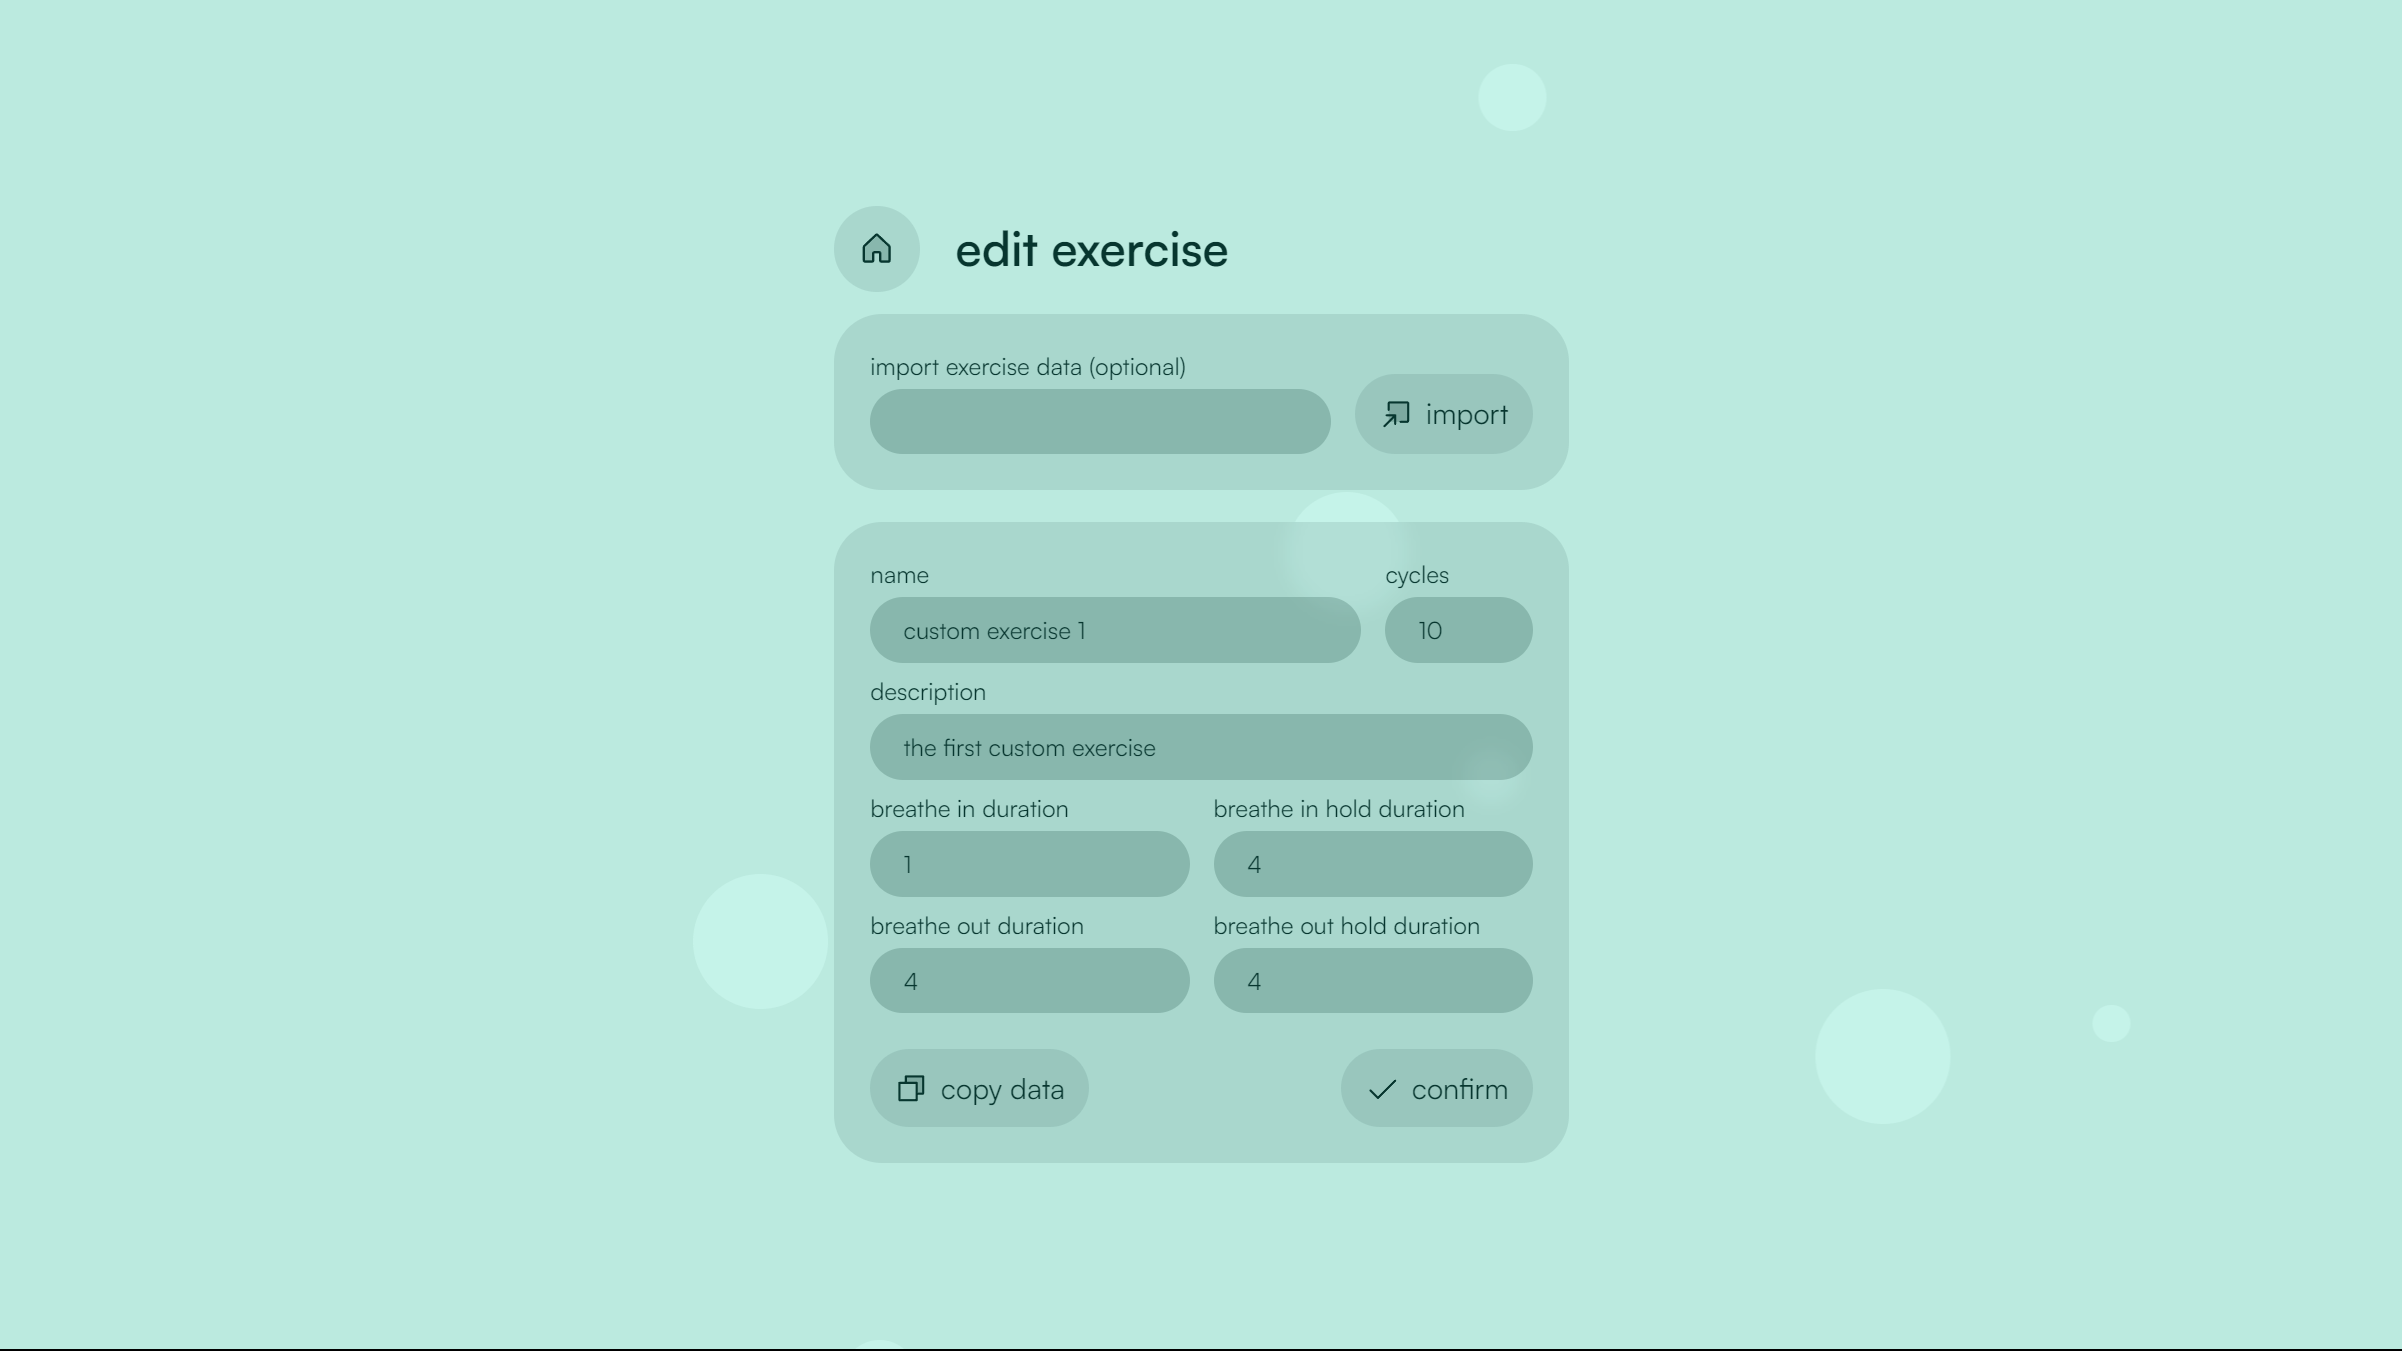 edit exercise
import exercise data (optional)
import
name
cycles
custom exercise 1
10
description
the first custom exercise
breathe in duration
breathe in hold duration
1
4
breathe out duration
breathe out hold duration
4
4
copy data
confirm